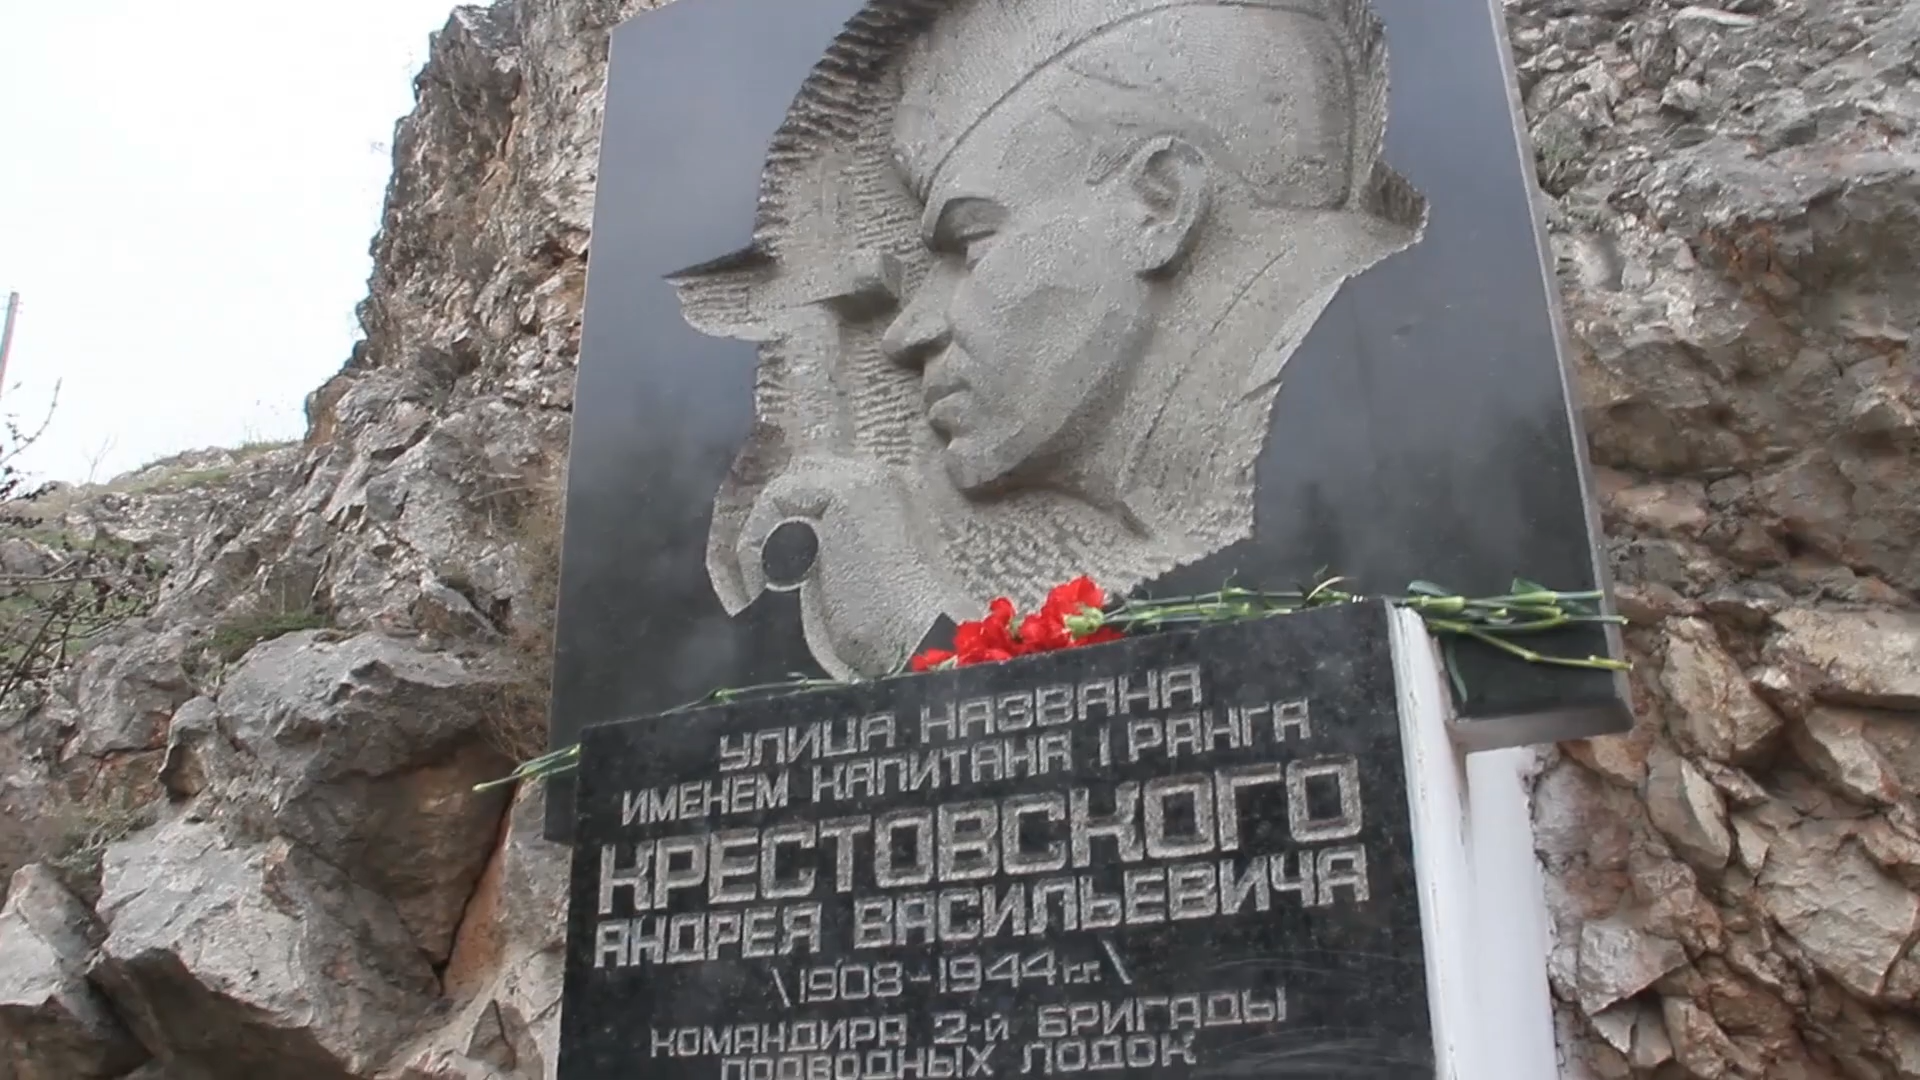 УЛИЦА НАЗВАНА
ИМЕНЕМ КАПИТАНА I РАНГА
КРЕСТОВСКОГО
АНДРЕЯ ВАСИЛЬЕВИЧА
\1908-1944гг.\
КОМАНДИРА 2-й БРИГАДЫ
ПОДВОДНЫХ ЛОДОК